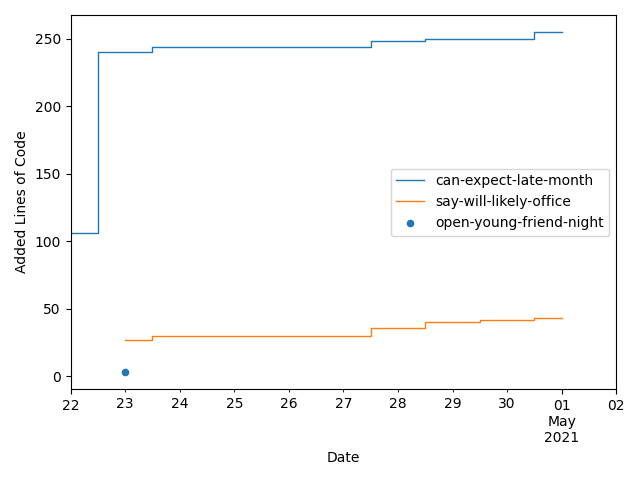 250
200
150
100
50
0
Added Lines of Code
can-expect-late-month
say-will-likely-office
open-young-friend-night
22 23 24 25 26 27 28 29 30 01 02
May
2021
Date